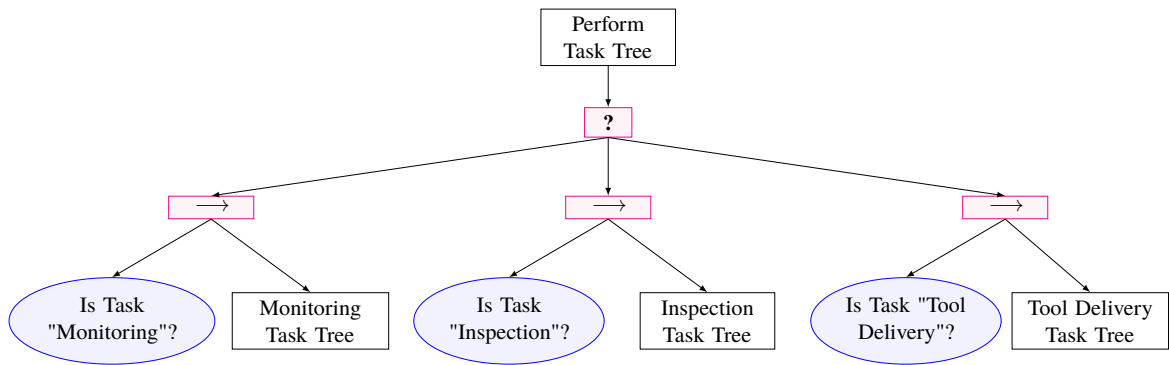 Perform
Task Tree
?
⟶
⟶
⟶
Is Task
"Monitoring"?
Monitoring
Task Tree
Is Task
"Inspection"?
Inspection
Task Tree
Is Task "Tool
Delivery"?
Tool Delivery
Task Tree